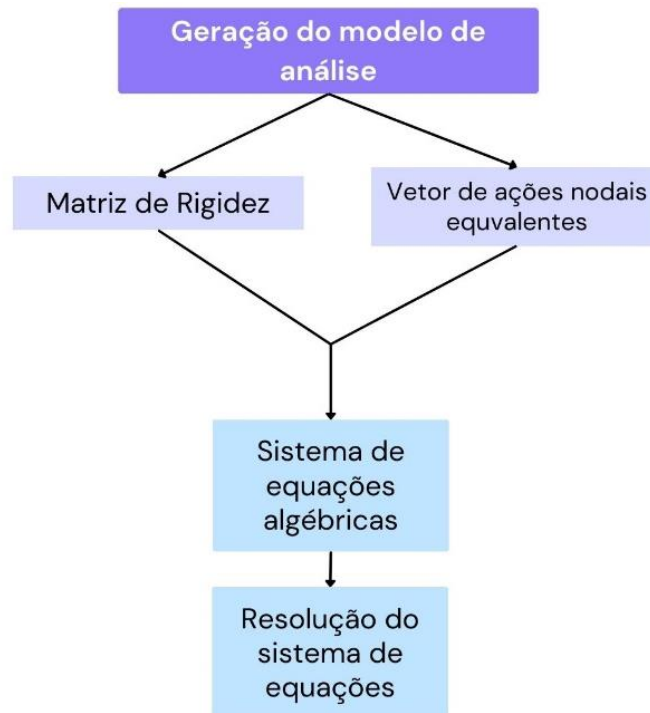 Geração do modelo de
análise
Matriz de Rigidez
Vetor de ações nodais
equvalentes
Sistema de
equações
algébricas
Resolução do
sistema de
equações